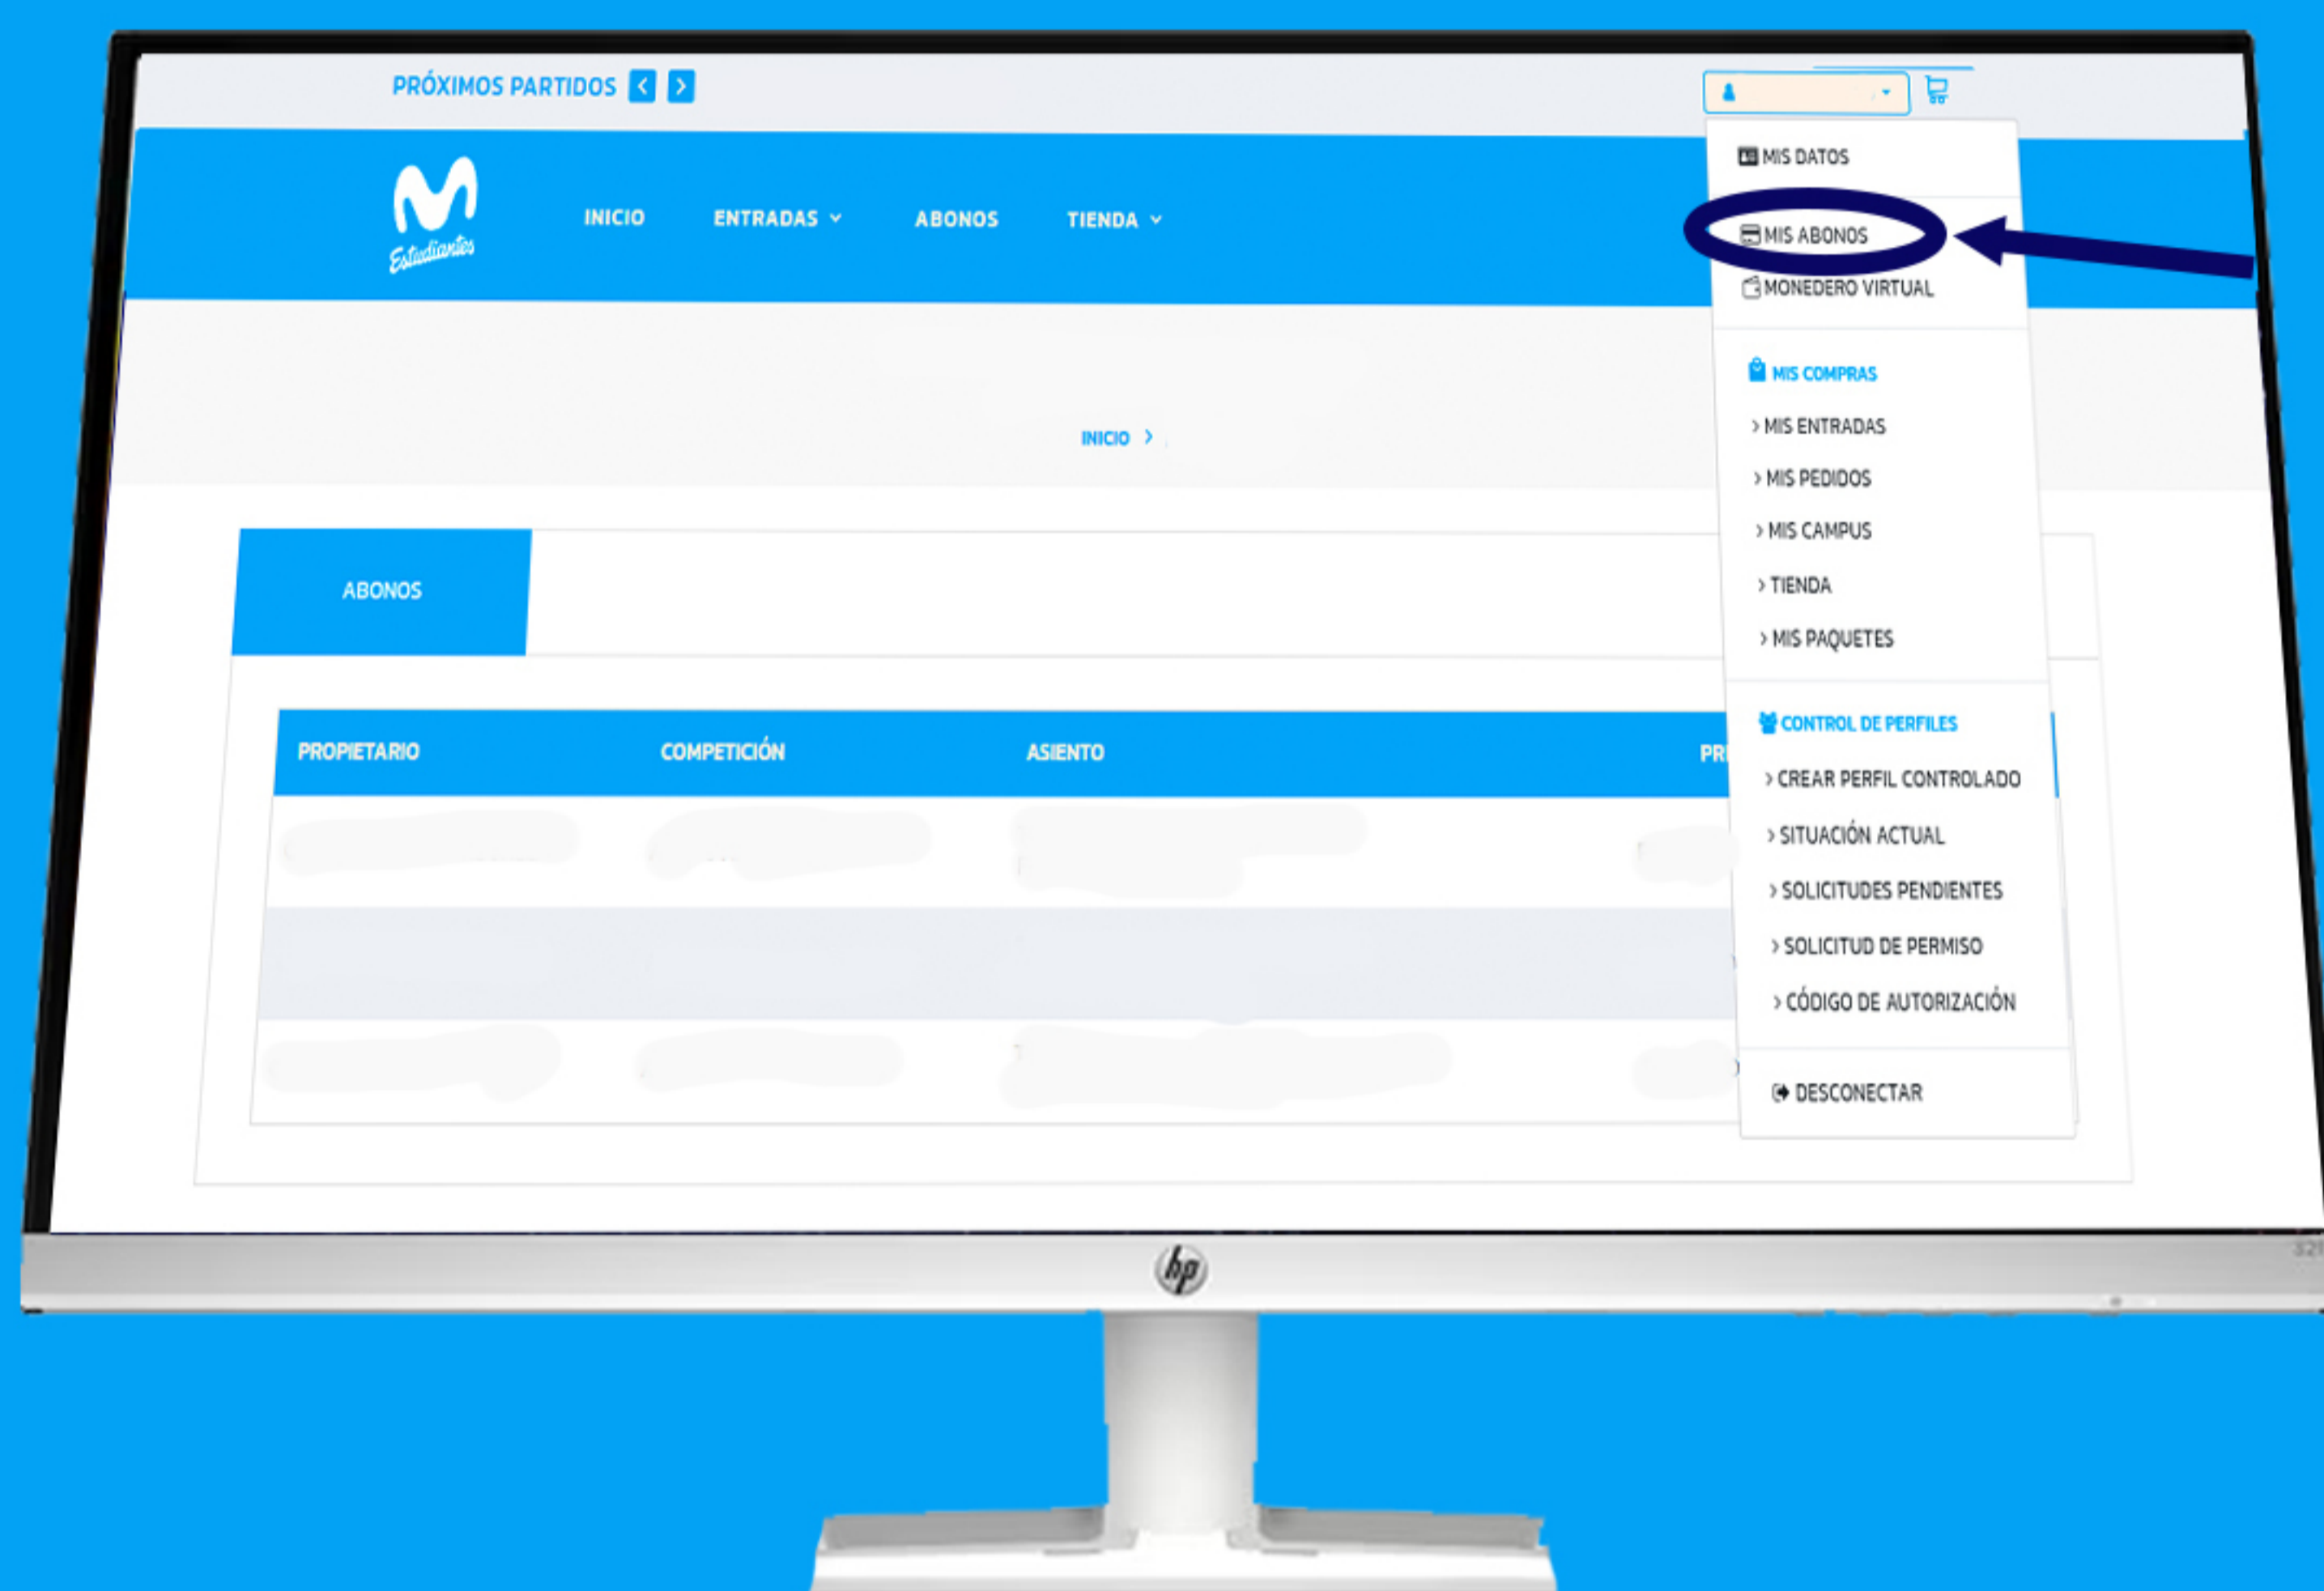 PRÓXIMOS PARTIDOS
Estudiantes
INICIO
ENTRADAS
ABONOS
TIENDA
MIS DATOS
MIS ABONOS
MONEDERO VIRTUAL
MIS COMPRAS
MIS ENTRADAS
MIS PEDIDOS
MIS CAMPUS
TIENDA
MIS PAQUETES
CONTROL DE PERFILES
CREAR PERFIL CONTROLADO
SITUACIÓN ACTUAL
SOLICITUDES PENDIENTES
SOLICITUD DE PERMISO
CÓDIGO DE AUTORIZACIÓN
DESCONECTAR
INICIO >
ABONOS
PROPIETARIO
COMPETICIÓN
ASIENTO
hp